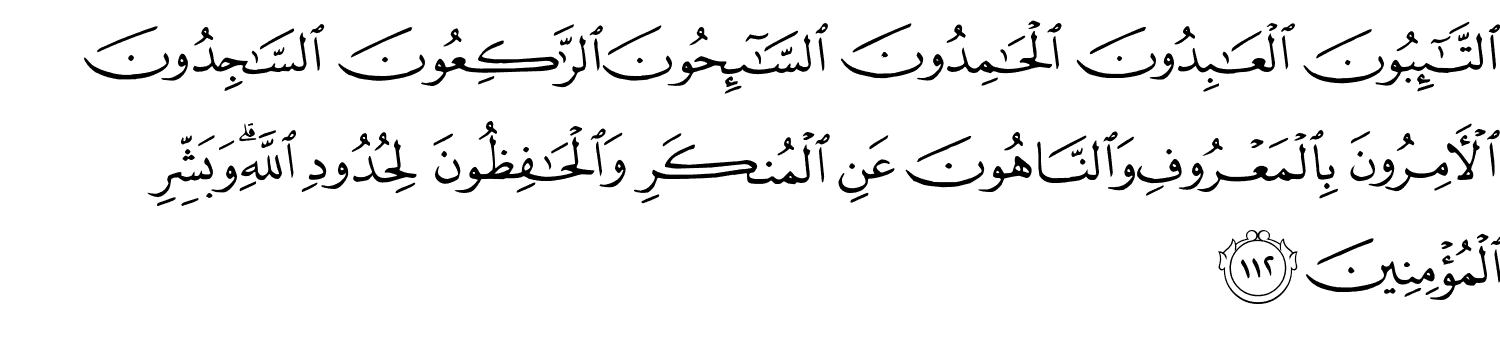 ٱلتَّـٰٓئِبُونَ ٱلۡعَـٰبِدُونَ ٱلۡحَـٰمِدُونَ ٱلسَّـٰٓئِحُونَ ٱلرَّٰكِعُونَ ٱلسَّـٰجِدُونَ
ٱلۡأٓمِرُونَ بِٱلۡمَعۡرُوفِ وَٱلنَّاهُونَ عَنِ ٱلۡمُنكَرِ وَٱلۡحَـٰفِظُونَ لِحُدُودِ ٱللَّهِۗ وَبَشِّرِ
ٱلۡمُؤۡمِنِينَ ١١٢